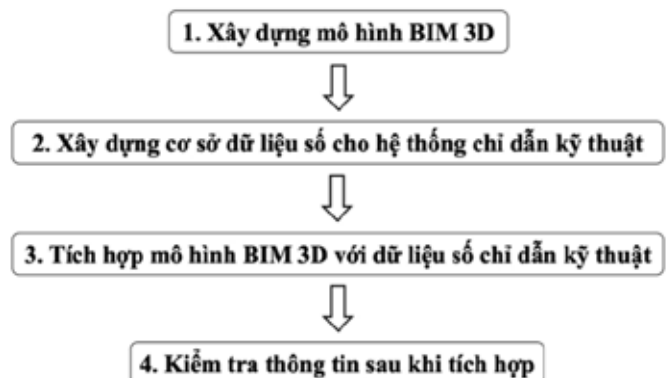 1. Xây dựng mô hình BIM 3D
2. Xây dựng cơ sở dữ liệu số cho hệ thống chỉ dẫn kỹ thuật
3. Tích hợp mô hình BIM 3D với dữ liệu số chỉ dẫn kỹ thuật
4. Kiểm tra thông tin sau khi tích hợp